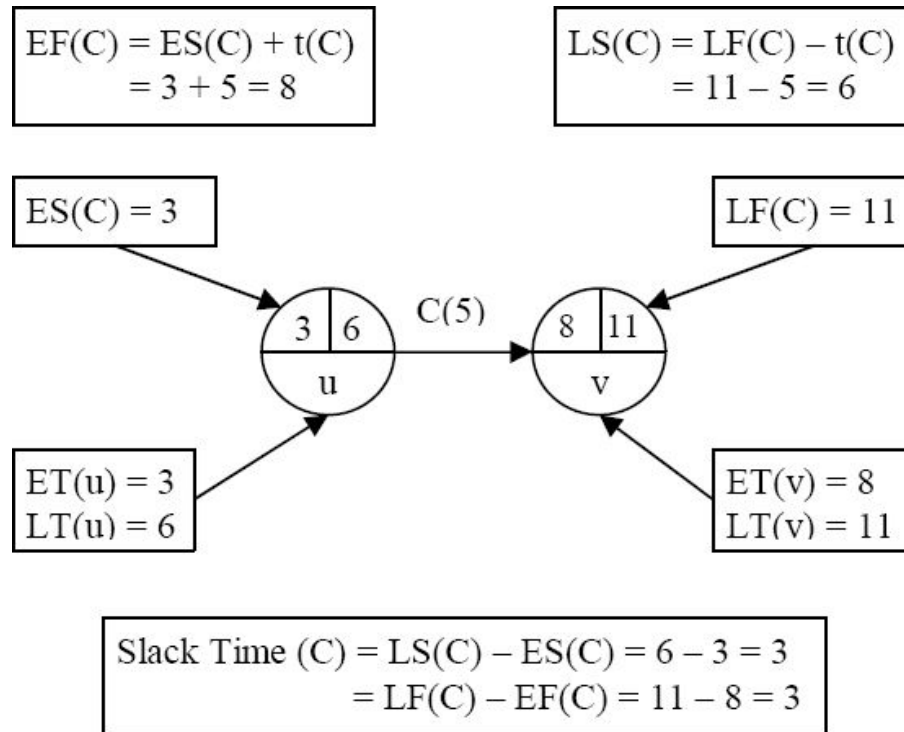 EF(C) = ES(C) + t(C)
= 3 + 5 = 8
LS(C) = LF(C) – t(C)
= 11 – 5 = 6
ES(C) = 3
LF(C) = 11
3 6
u
C(5)
8 11
v
ET(u) = 3
LT(u) = 6
ET(v) = 8
LT(v) = 11
Slack Time (C) = LS(C) – ES(C) = 6 – 3 = 3
= LF(C) – EF(C) = 11 – 8 = 3